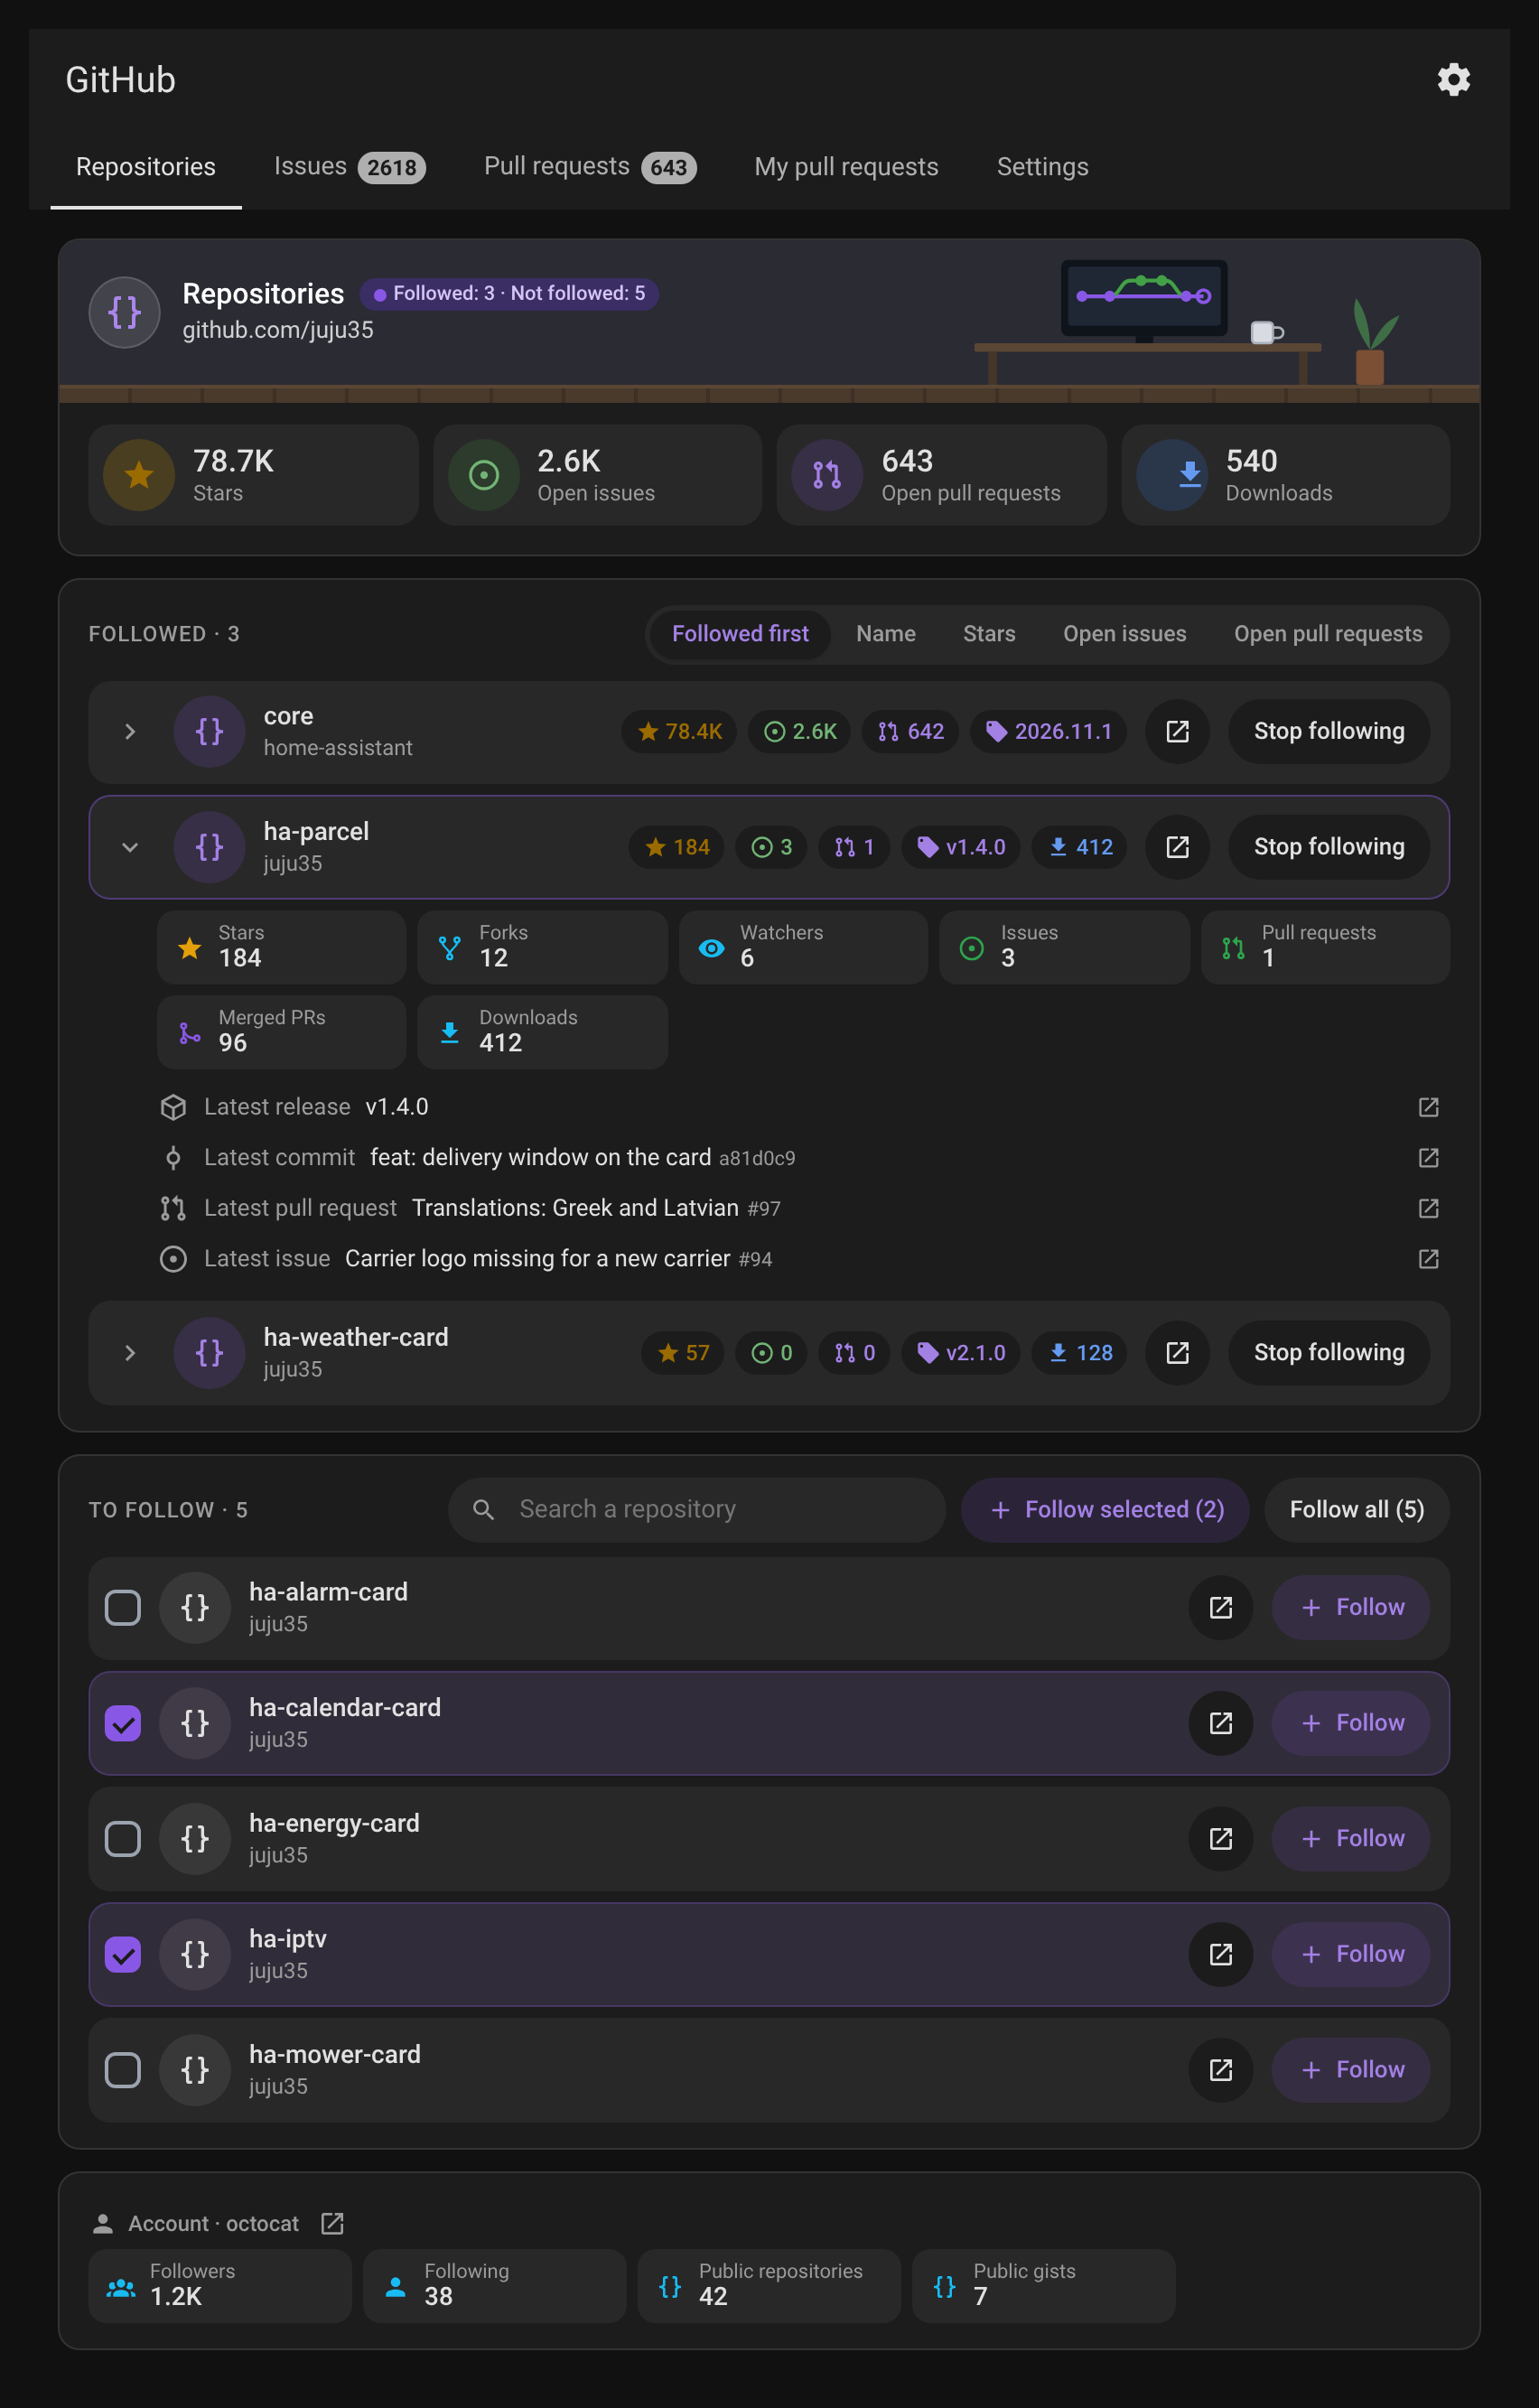 GitHub
Repositories
Issues 2618
Pull requests 643
My pull requests
Settings
Repositories
Followed: 3 · Not followed: 5
github.com/juju35
78.7K
Stars
2.6K
Open issues
643
Open pull requests
540
Downloads
FOLLOWED · 3
Followed first
Name
Stars
Open issues
Open pull requests
core
home-assistant
78.4K
2.6K
642
2026.11.1
Stop following
ha-parcel
juju35
184
3
1
v1.4.0
412
Stop following
Stars
184
Forks
12
Watchers
6
Issues
3
Pull requests
1
Merged PRs
96
Downloads
412
Latest release v1.4.0
Latest commit feat: delivery window on the card a81d0c9
Latest pull request Translations: Greek and Latvian #97
Latest issue Carrier logo missing for a new carrier #94
ha-weather-card
juju35
57
0
0
v2.1.0
128
Stop following
TO FOLLOW · 5
Search a repository
Follow selected (2)
Follow all (5)
ha-alarm-card
juju35
Follow
ha-calendar-card
juju35
Follow
ha-energy-card
juju35
Follow
ha-iptv
juju35
Follow
ha-mower-card
juju35
Follow
Account · octocat
Followers
1.2K
Following
38
Public repositories
42
Public gists
7